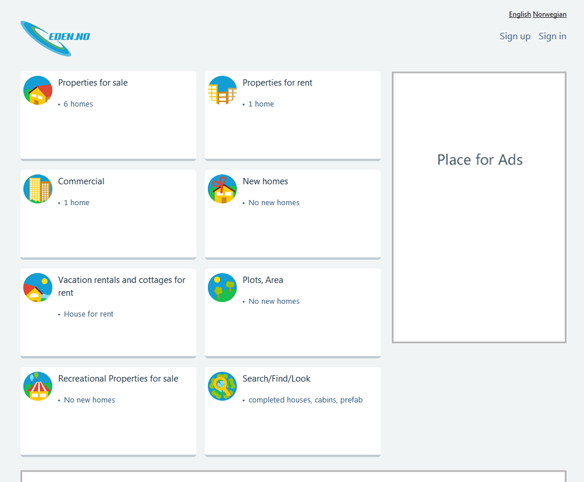 English Norwegian
EDEN.NO
Sign up Sign in
Properties for sale
• 6 homes
Properties for rent
• 1 home
Place for Ads
Commercial
• 1 home
New homes
• No new homes
Vacation rentals and cottages for
rent
• House for rent
Plots, Area
• No new homes
Recreational Properties for sale
• No new homes
Search/Find/Look
• completed houses, cabins, prefab